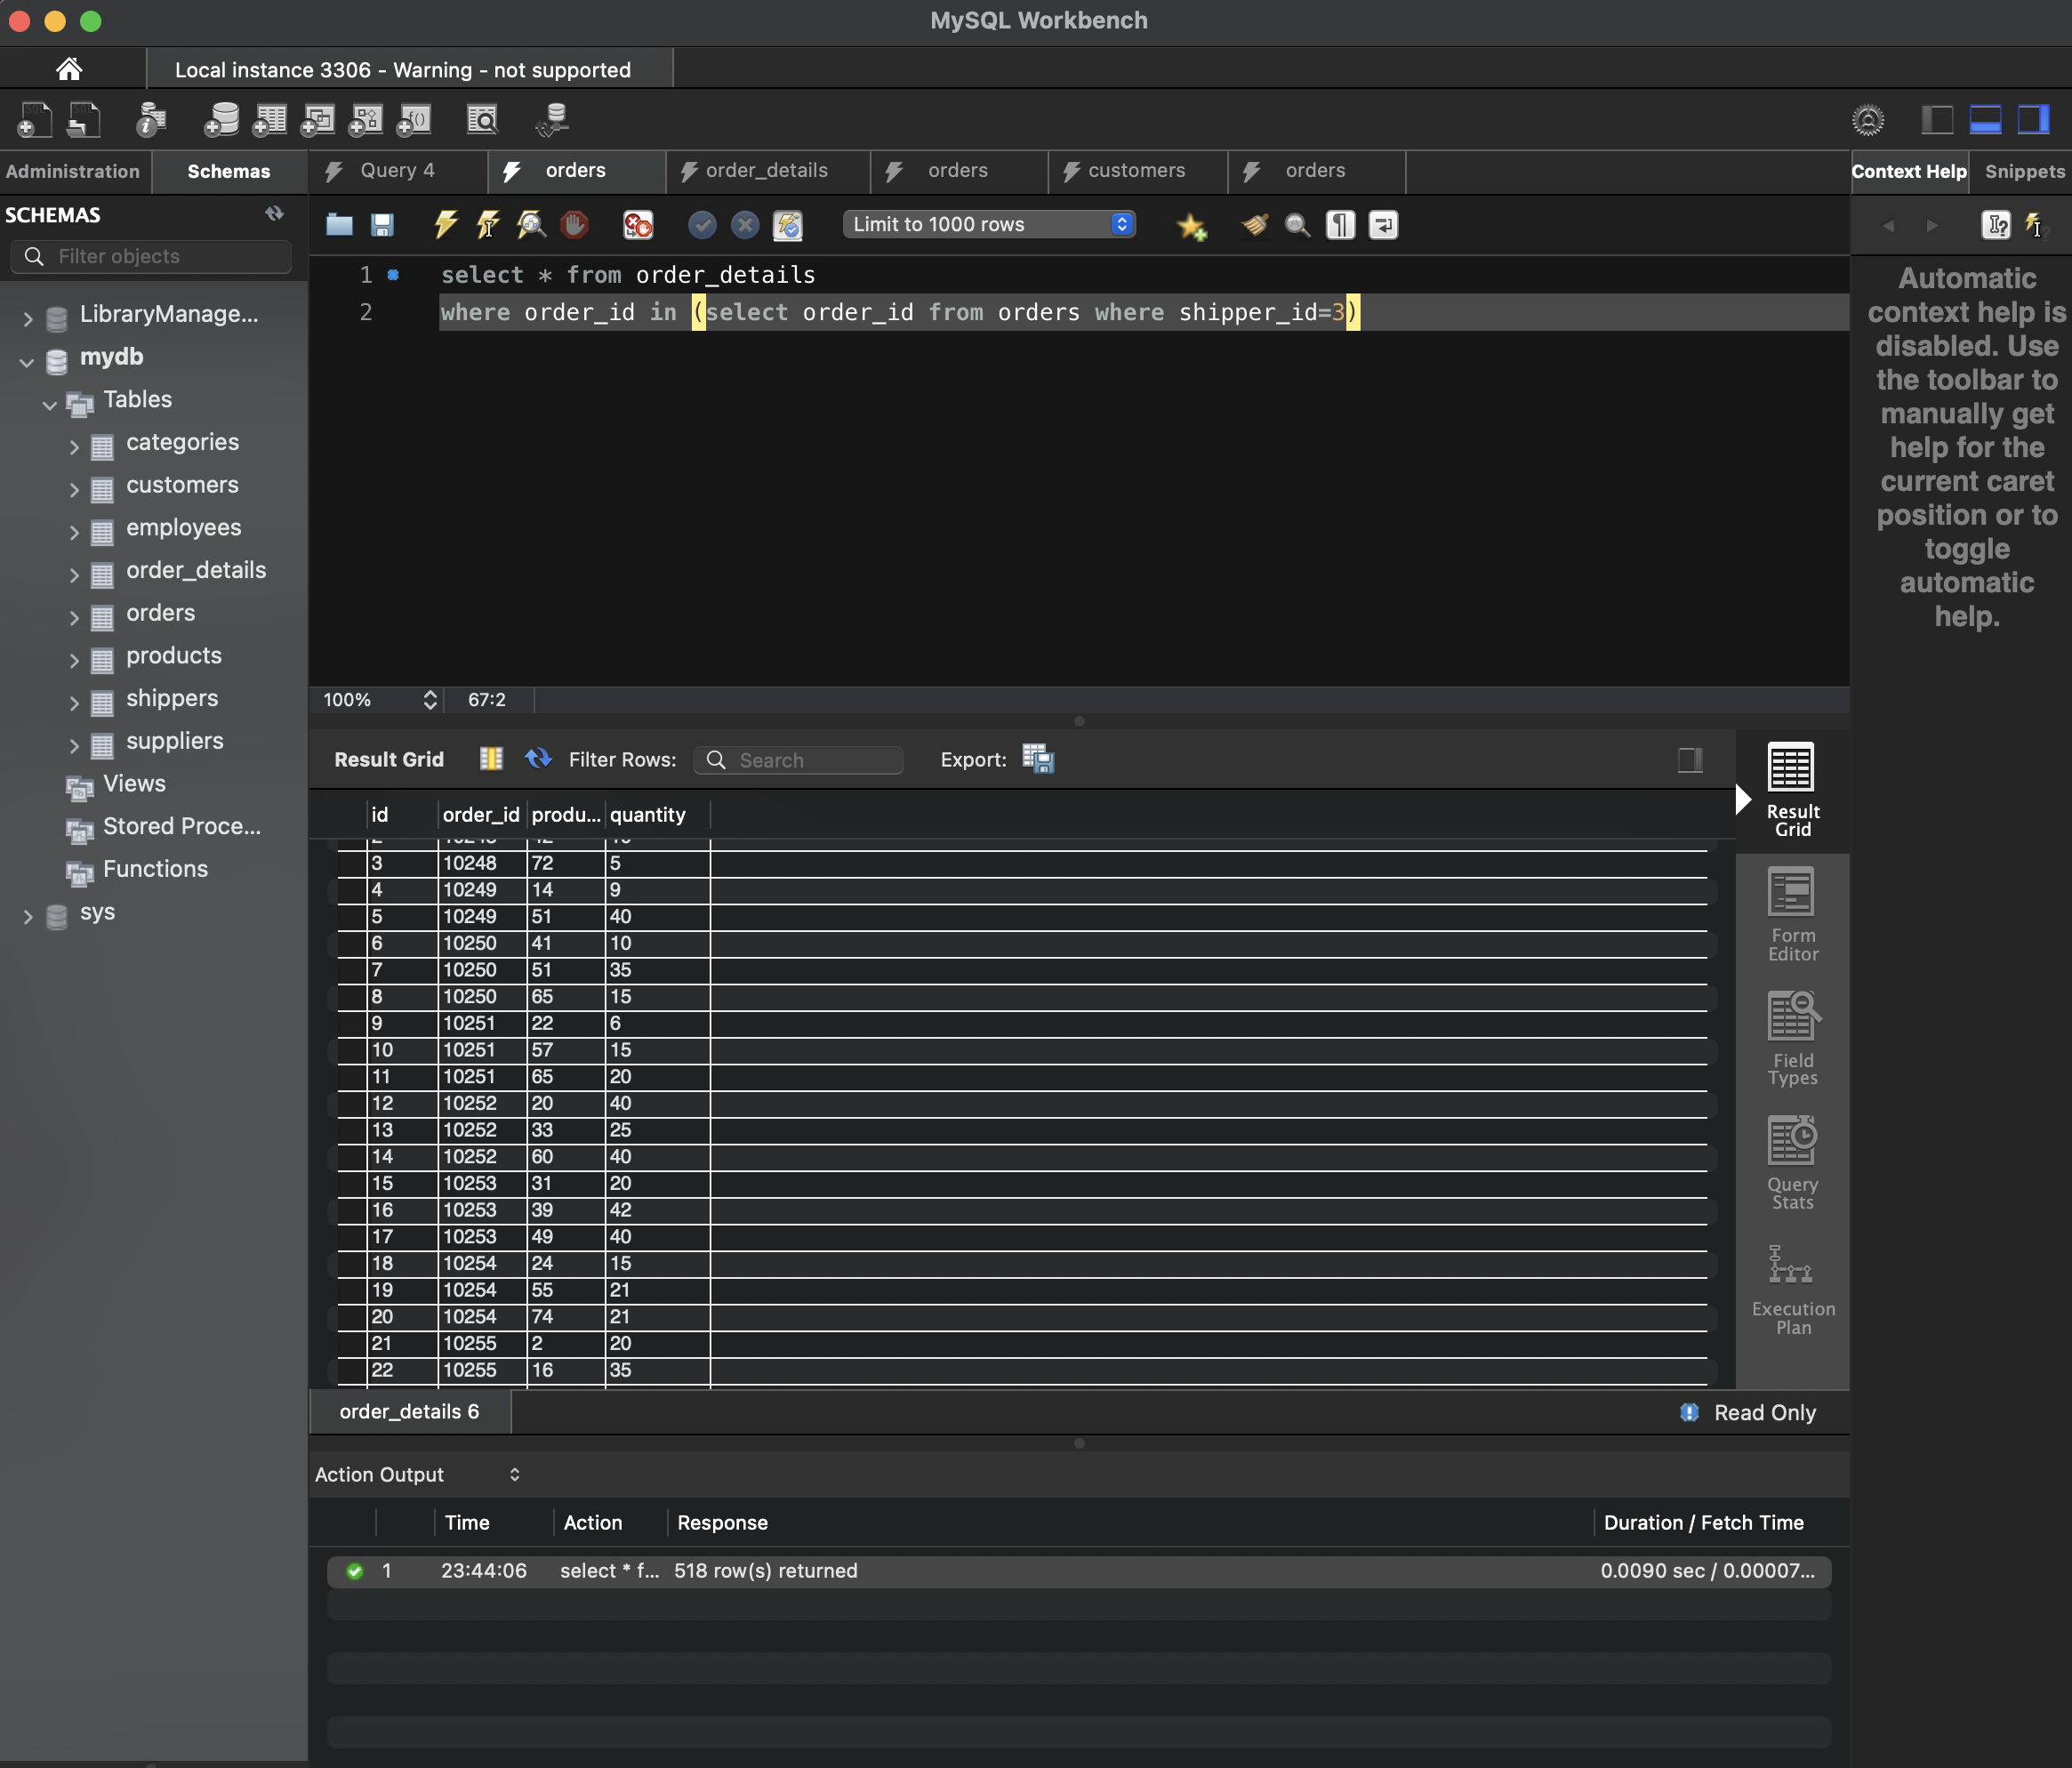 MySQL Workbench
Local instance 3306 - Warning - not supported
Administration
Schemas
Query 4
orders
order_details
orders
customers
orders
Context Help
Snippets
SCHEMAS
Filter objects
LibraryManage...
mydb
Tables
categories
customers
employees
order_details
orders
products
shippers
suppliers
Views
Stored Proce...
Functions
sys
Limit to 1000 rows
1 select * from order_details
2 where order_id in (select order_id from orders where shipper_id=3)
Automatic
context help is
disabled. Use
the toolbar to
manually get
help for the
current caret
position or to
toggle
automatic
help.
100% 67:2
Result Grid Filter Rows: Search Export:
id order_id produ... quantity
3 10248 72 5
4 10249 14 9
5 10249 51 40
6 10250 41 10
7 10250 51 35
8 10250 65 15
9 10251 22 6
10 10251 57 15
11 10251 65 20
12 10252 20 40
13 10252 33 25
14 10252 60 40
15 10253 31 20
16 10253 39 42
17 10253 49 40
18 10254 24 15
19 10254 55 21
20 10254 74 21
21 10255 2 20
22 10255 16 35
Result
Grid
Form
Editor
Field
Types
Query
Stats
Execution
Plan
order_details 6
Read Only
Action Output
Time Action Response Duration / Fetch Time
1 23:44:06 select * f... 518 row(s) returned 0.0090 sec / 0.00007...